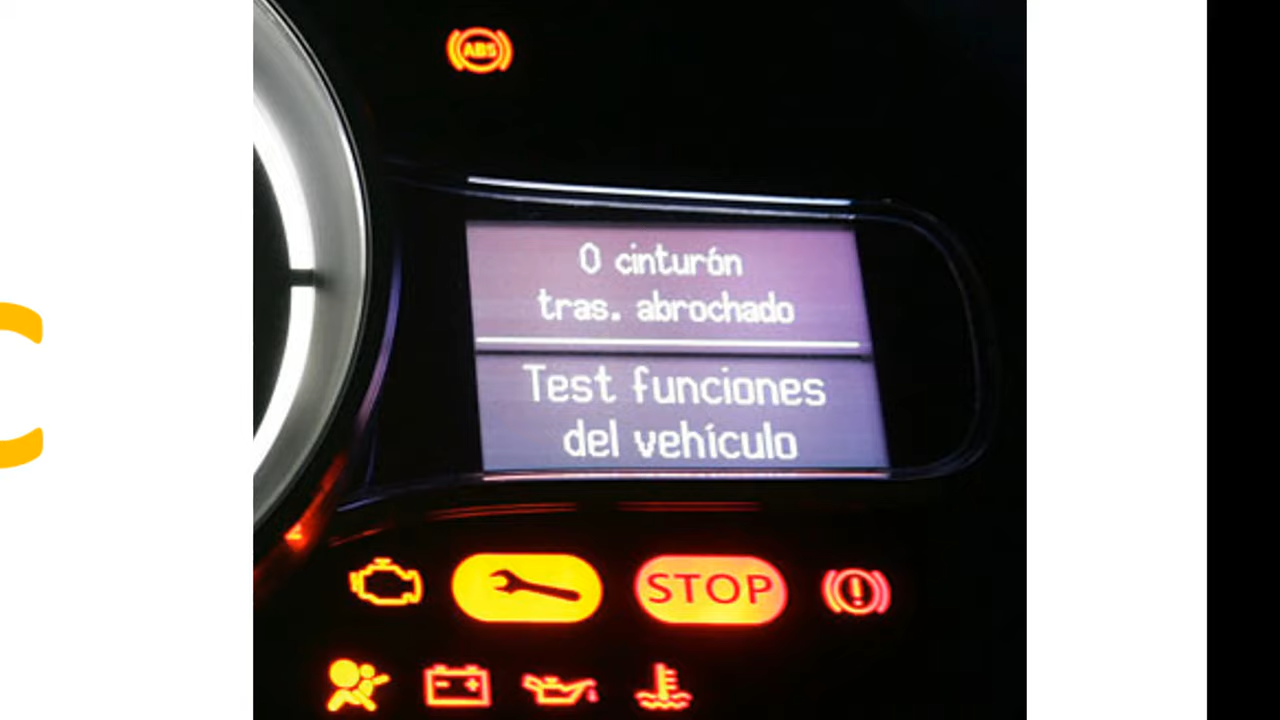 ABS
0 cinturón
tras. abrochado
Test funciones
del vehículo
STOP